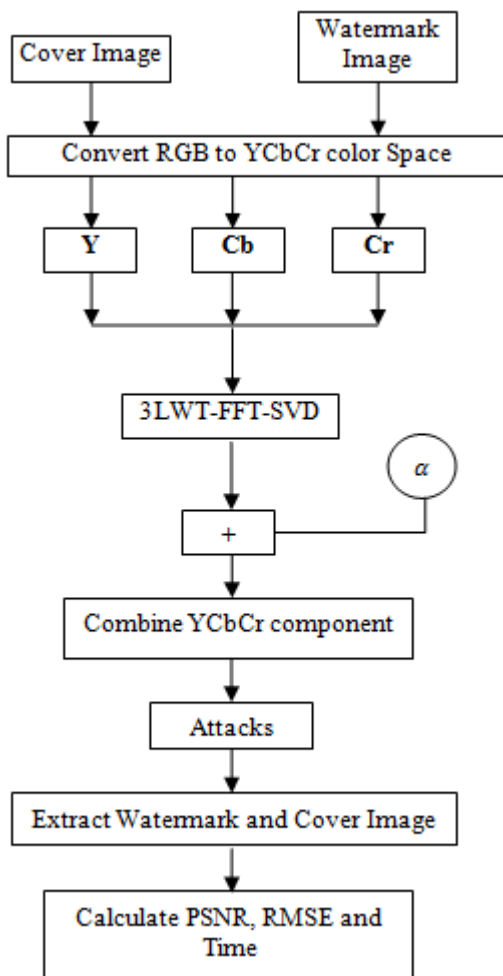 Cover Image
Watermark
Image
Convert RGB to YCbCr color Space
Y
Cb
Cr
3LWT-FFT-SVD
α
+
Combine YCbCr component
Attacks
Extract Watermark and Cover Image
Calculate PSNR, RMSE and
Time